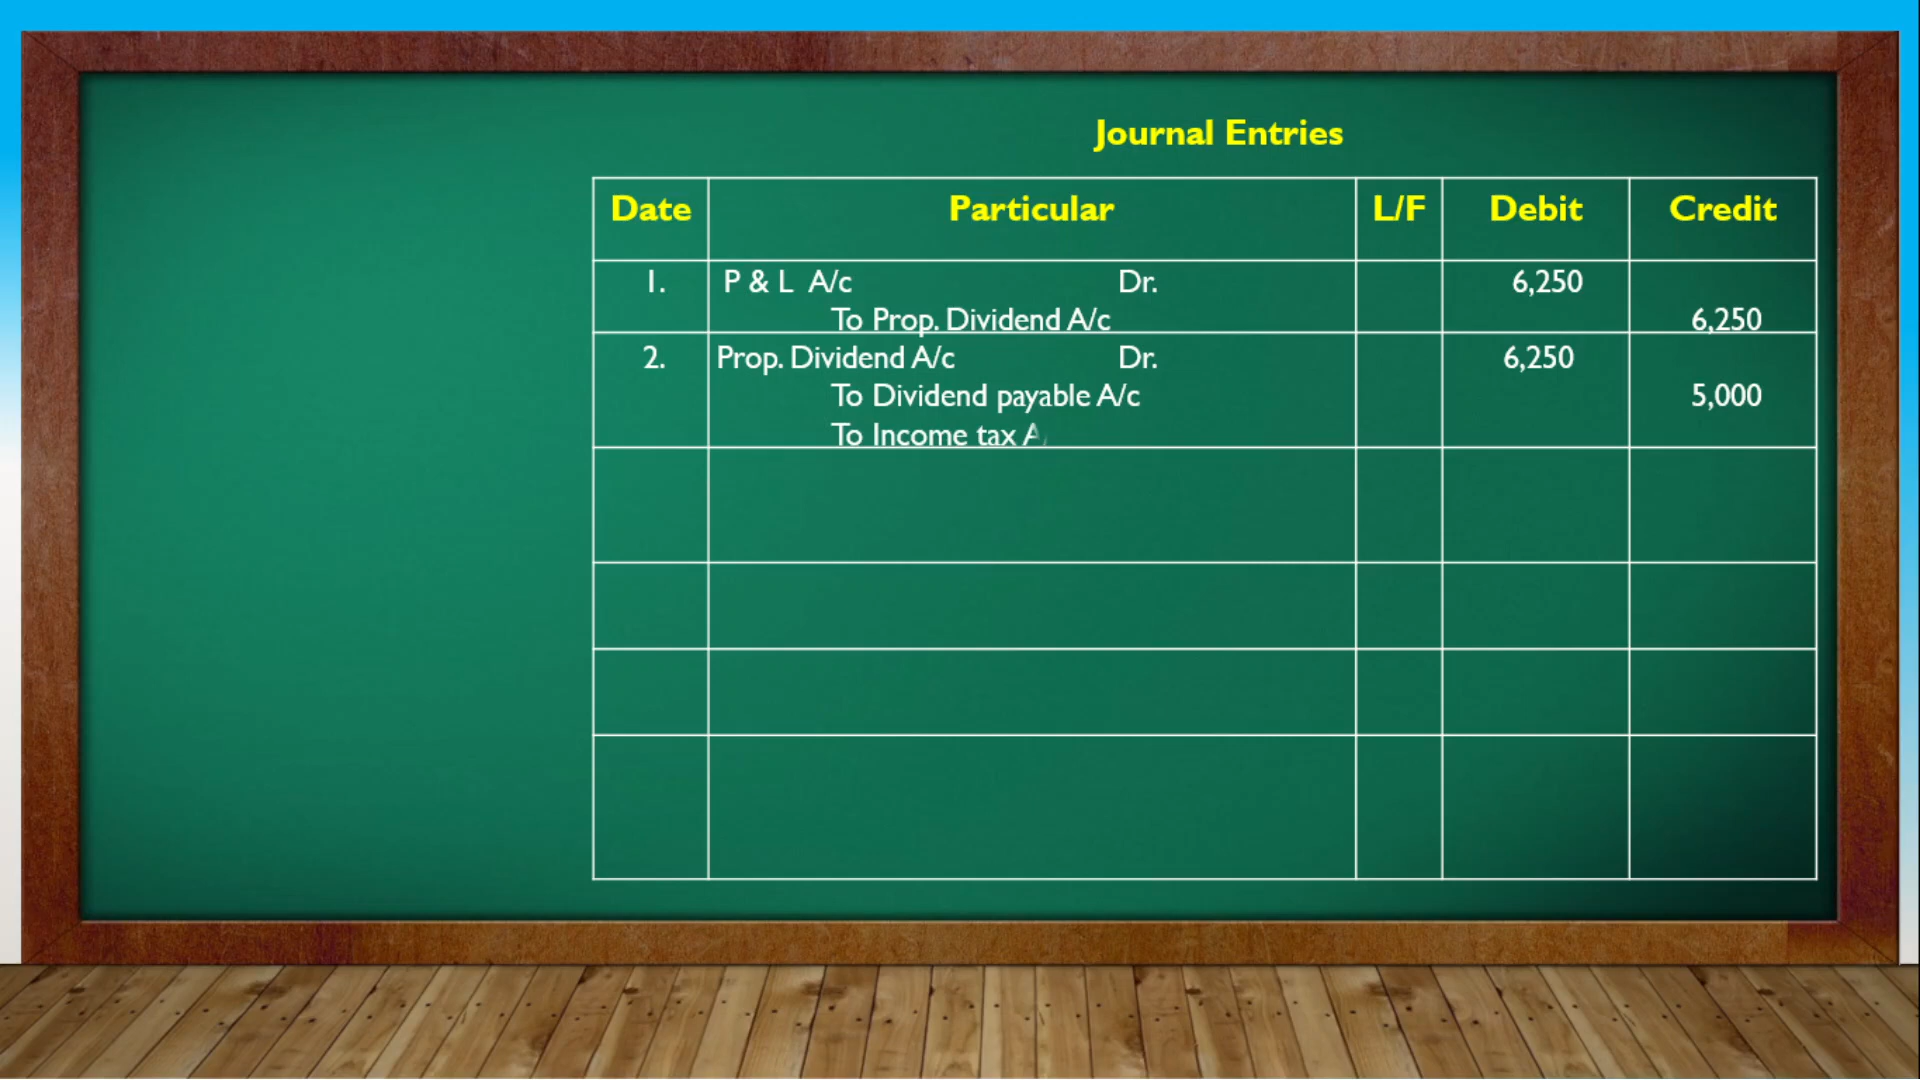 Journal Entries
Date Particular L/F Debit Credit
1. P & L A/c Dr. 6,250
To Prop. Dividend A/c 6,250
2. Prop. Dividend A/c Dr. 6,250
To Dividend payable A/c 5,000
To Income tax A